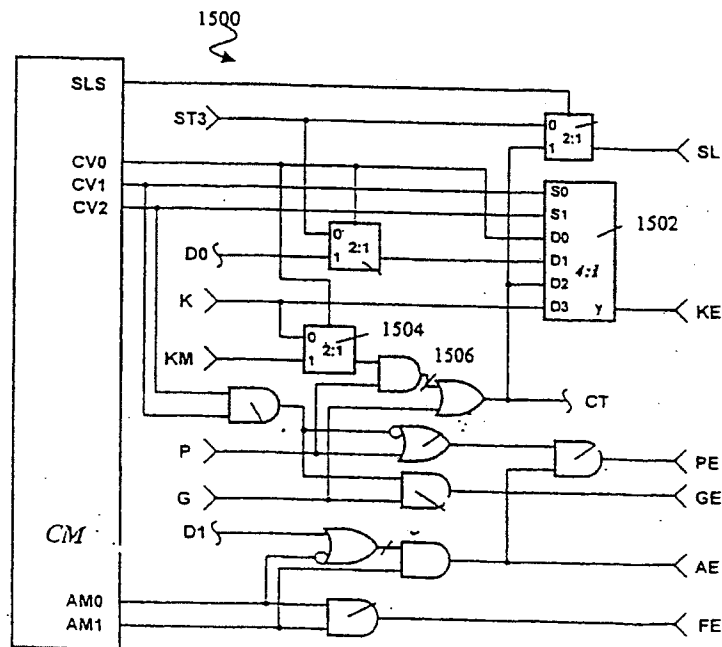 1500
SLS
ST3
0
2:1
1
SL
CV0
CV1
CV2
S0
S1
D0
D1
D2
D3
4:1
y
1502
KE
D0
0
2:1
1
K
KM
0
2:1
1
1504
1506
CT
P
PE
G
GE
D1
CM
AE
AM0
AM1
FE